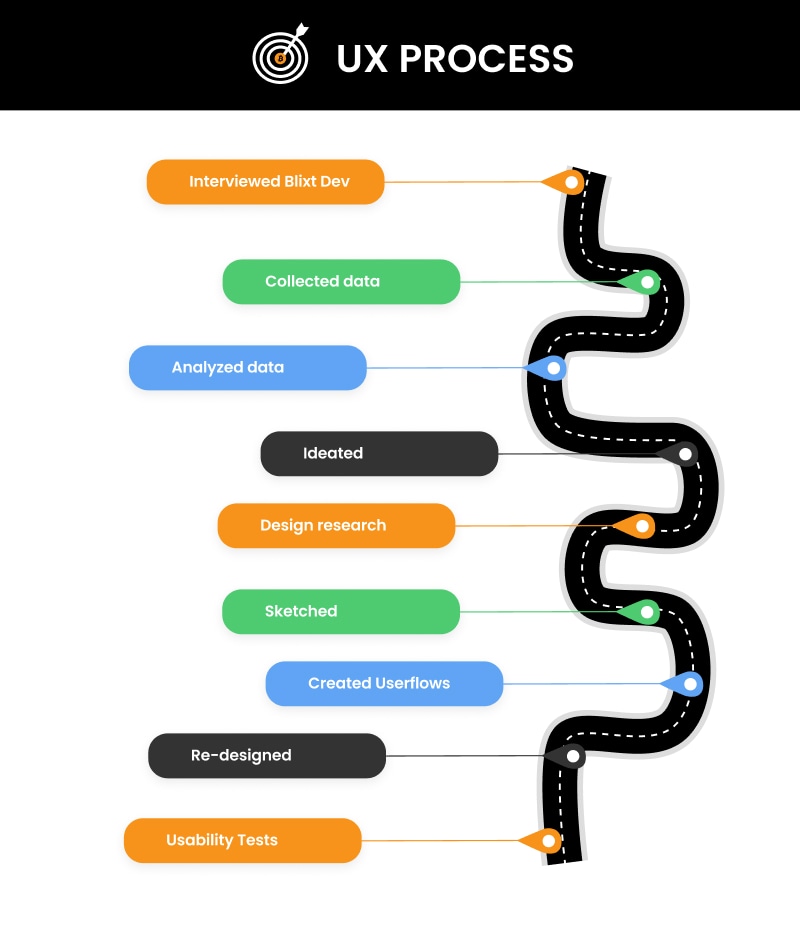 UX PROCESS
Interviewed Blixt Dev
Collected data
Analyzed data
Ideated
Design research
Sketched
Created Userflows
Re-designed
Usability Tests